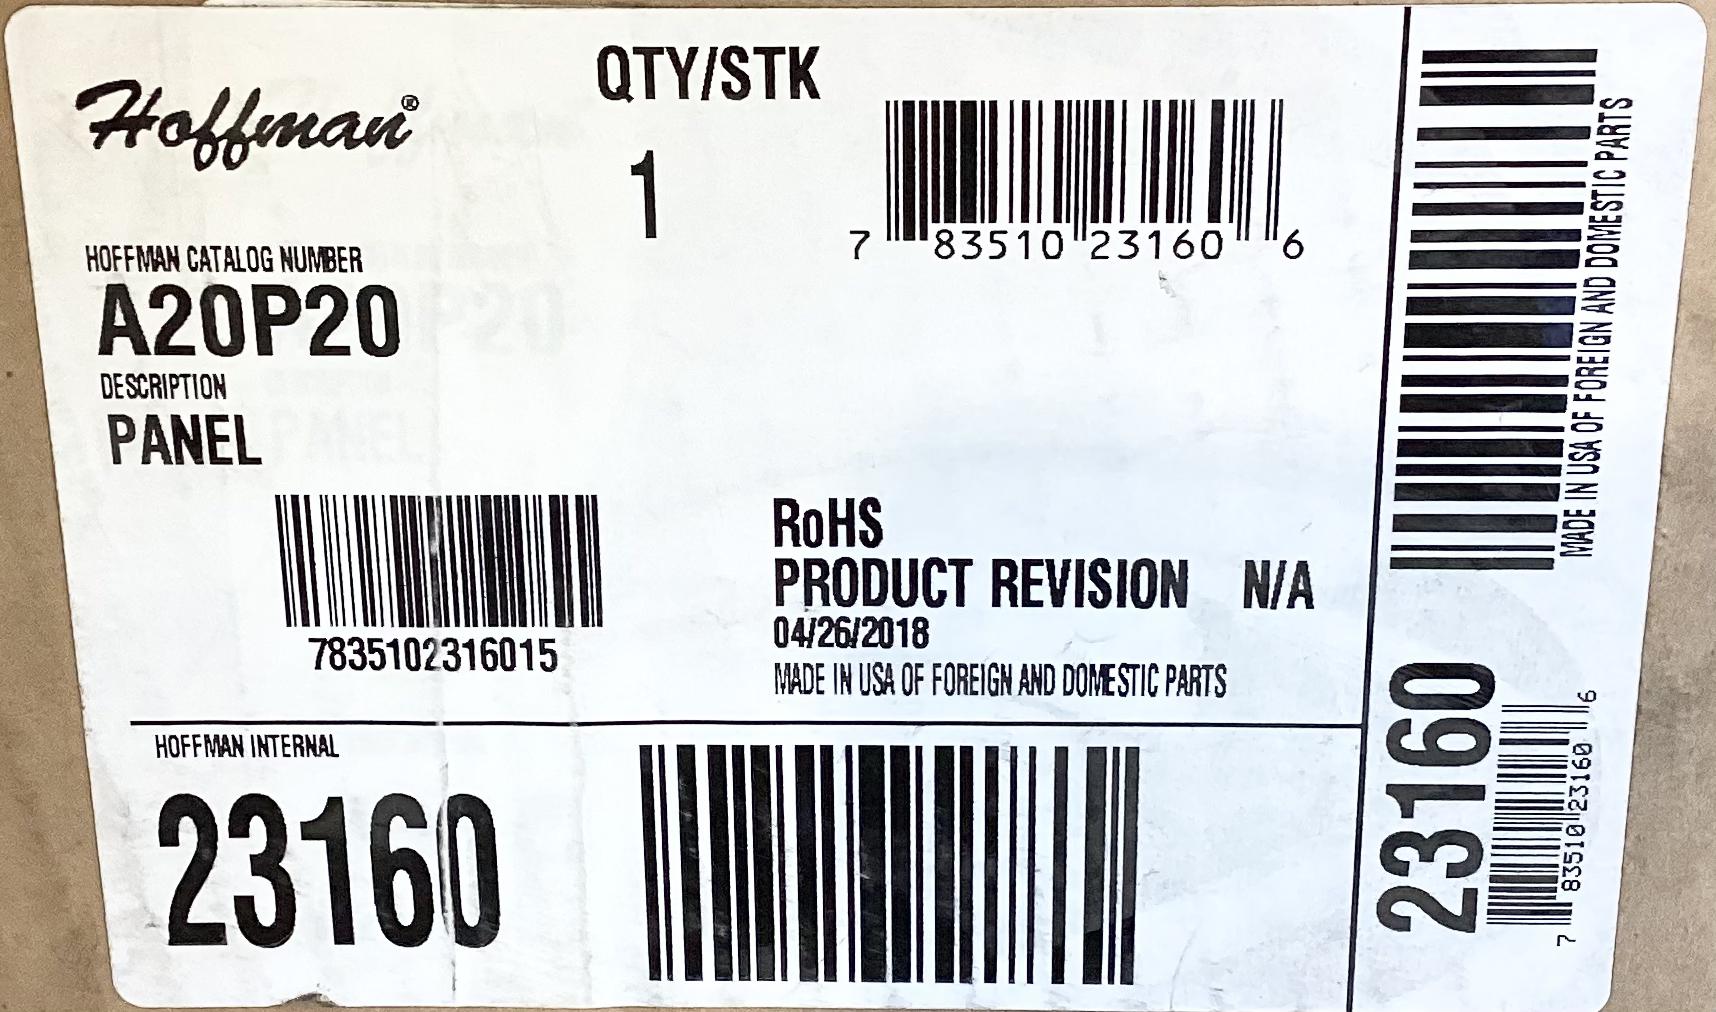 Hoffman®
QTY/STK
1
7 83510 23160 6
HOFFMAN CATALOG NUMBER
A20P20
DESCRIPTION
PANEL
7835102316015
RoHS
PRODUCT REVISION N/A
04/26/2018
MADE IN USA OF FOREIGN AND DOMESTIC PARTS
HOFFMAN INTERNAL
23160
MADE IN USA OF FOREIGN AND DOMESTIC PARTS
23160
7 83510 23160 6